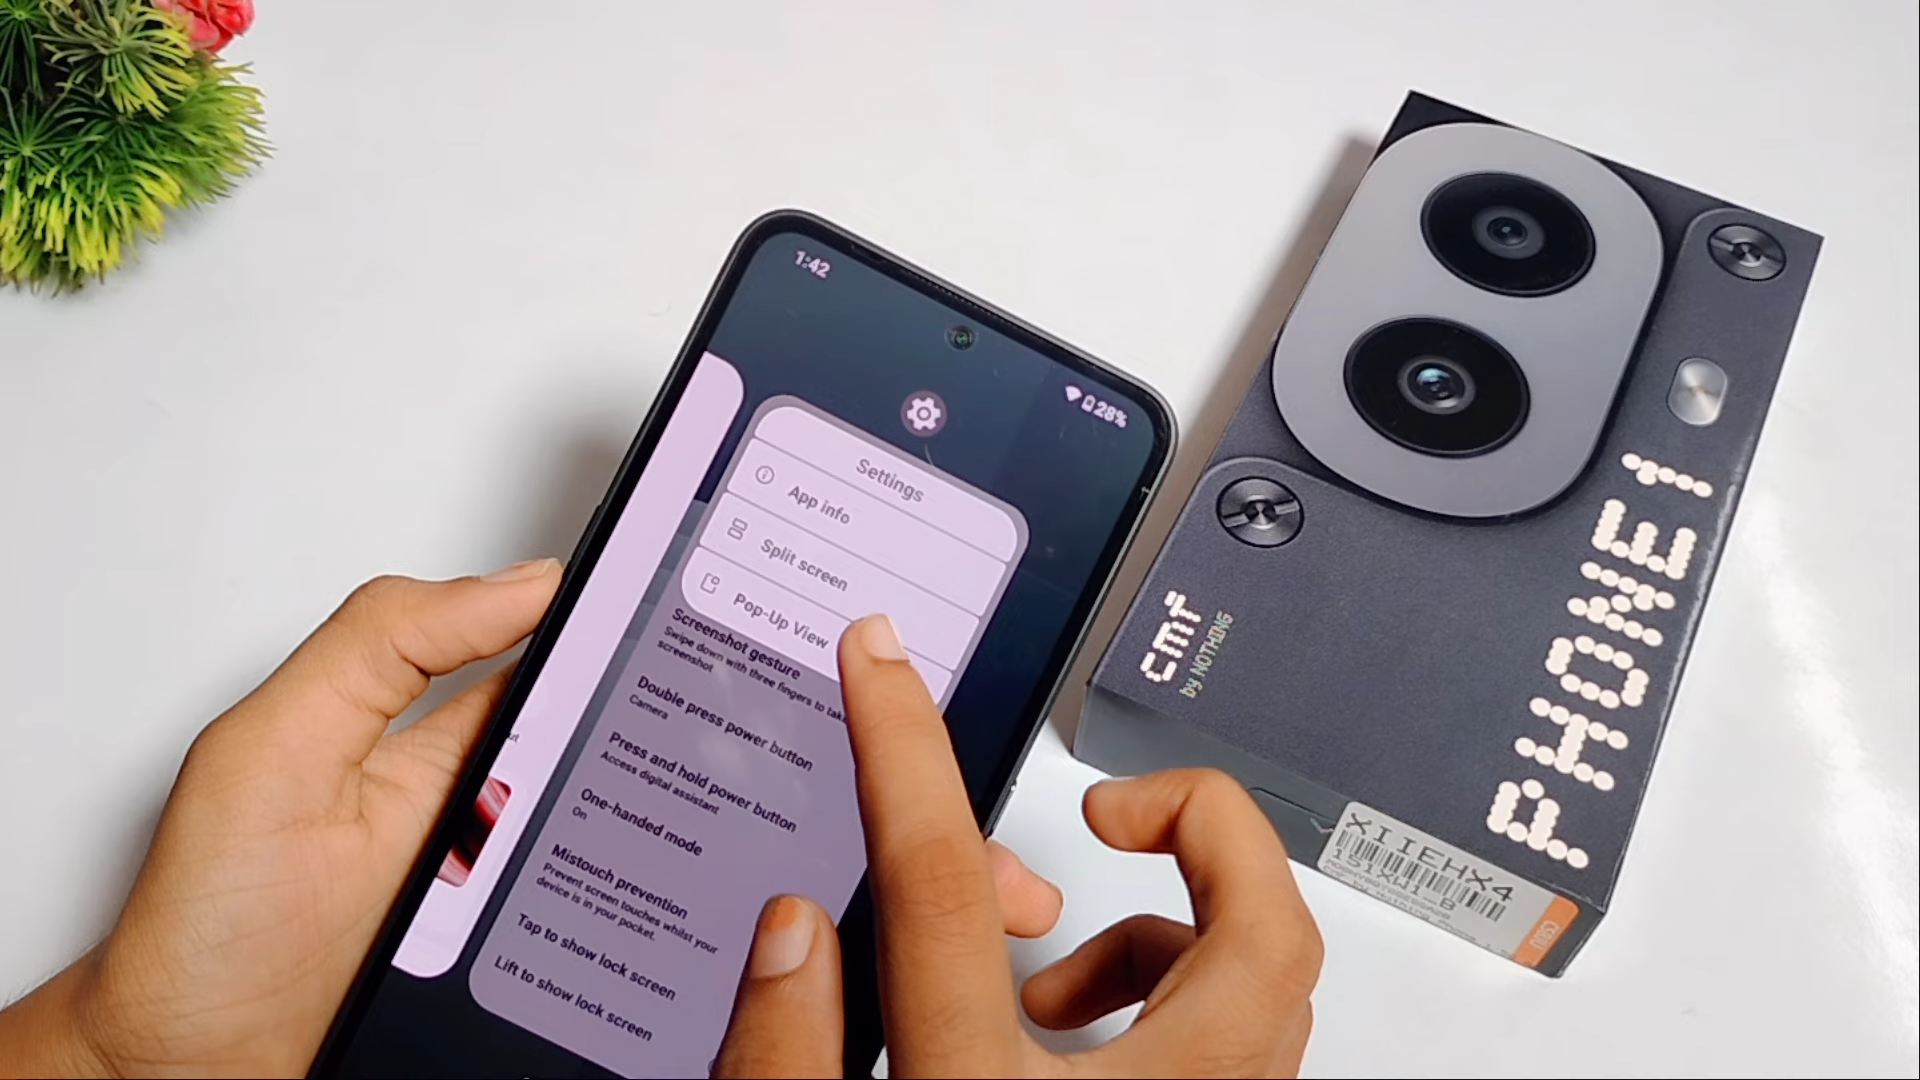 1:42
28%
Settings
App info
Split screen
Pop-Up View
Screenshot gesture
Swipe down with three fingers to take
screenshot
Double press power button
Camera
Press and hold power button
Access digital assistant
One-handed mode
On
Mistouch prevention
Prevent screen touches whilst your
device is in your pocket.
Tap to show lock screen
Lift to show lock screen
PHONE 1
cmf
by NOTHING
XIIEHX4
151XW1-B